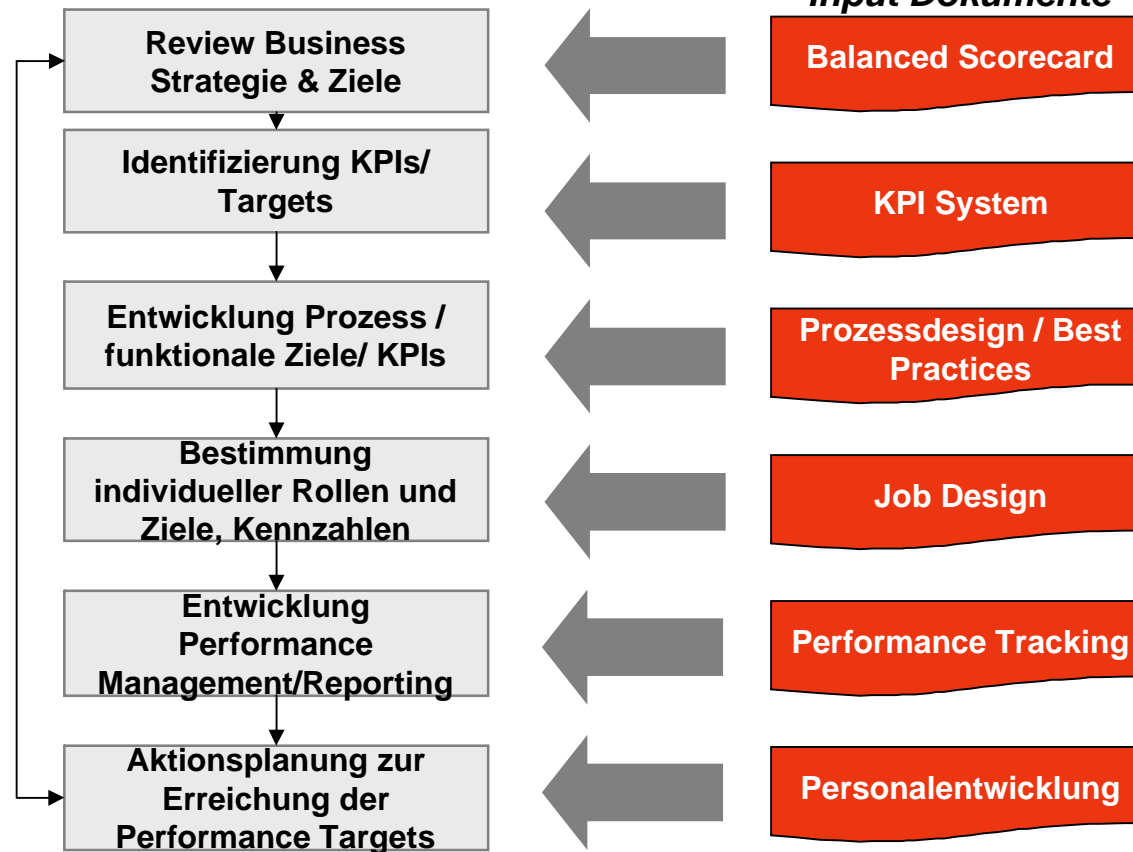 Input Dokumente
Review Business
Strategie & Ziele
Balanced Scorecard
Identifizierung KPIs/
Targets
KPI System
Entwicklung Prozess /
funktionale Ziele/ KPIs
Prozessdesign / Best
Practices
Bestimmung
individueller Rollen und
Ziele, Kennzahlen
Job Design
Entwicklung
Performance
Management/Reporting
Performance Tracking
Aktionsplanung zur
Erreichung der
Performance Targets
Personalentwicklung